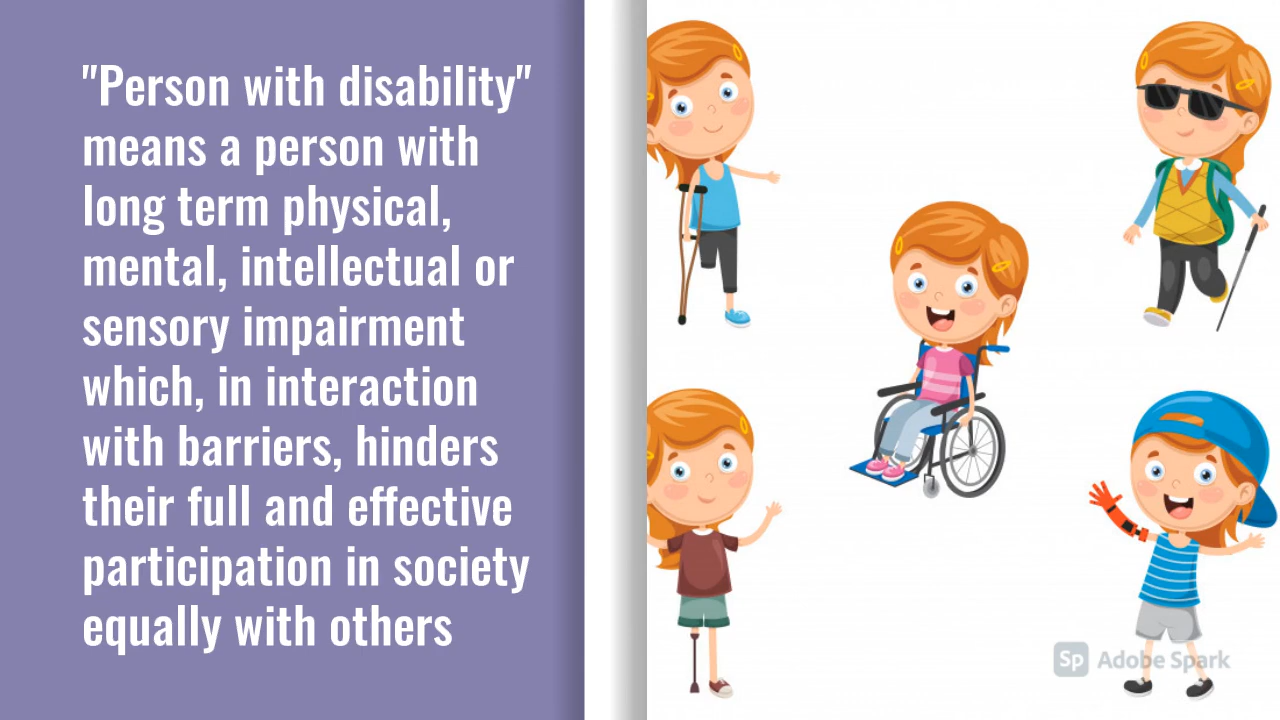 "Person with disability"
means a person with
long term physical,
mental, intellectual or
sensory impairment
which, in interaction
with barriers, hinders
their full and effective
participation in society
equally with others
Sp Adobe Spark